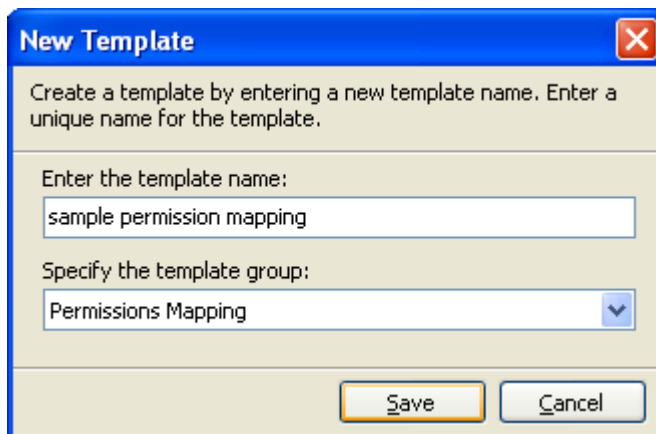 New Template
Create a template by entering a new template name. Enter a
unique name for the template.
Enter the template name:
sample permission mapping
Specify the template group:
Permissions Mapping
Save
Cancel